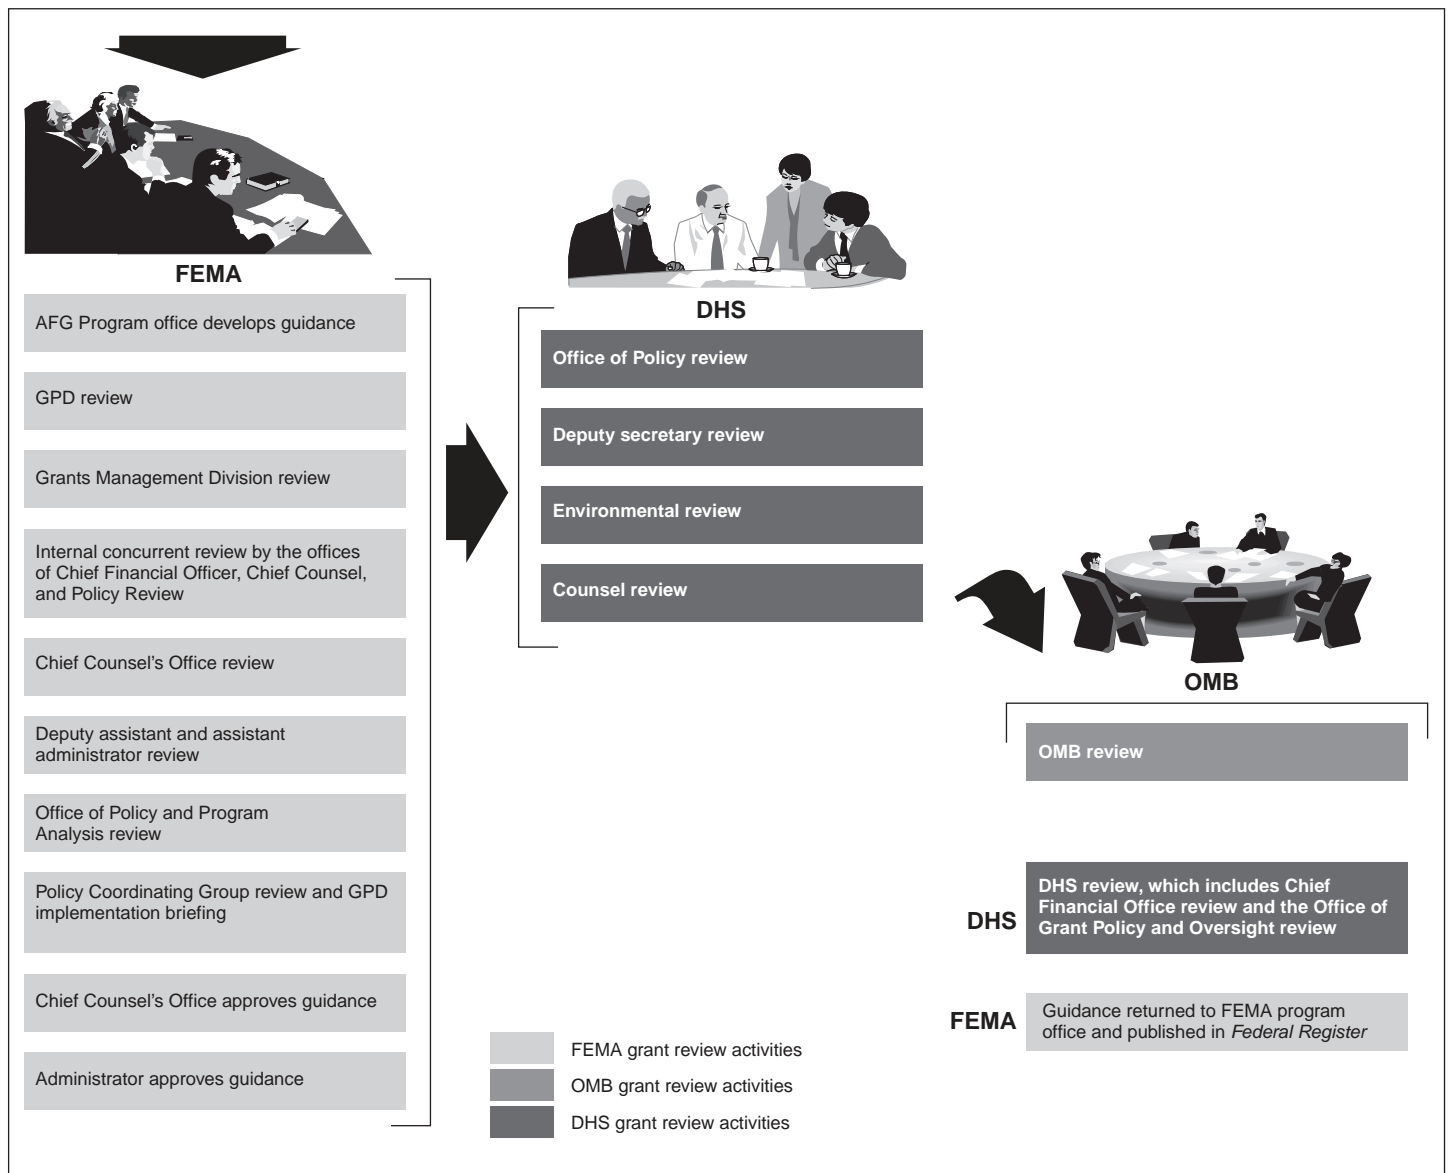 FEMA
AFG Program office develops guidance
GPD review
Grants Management Division review
Internal concurrent review by the offices
of Chief Financial Officer, Chief Counsel,
and Policy Review
Chief Counsel's Office review
Deputy assistant and assistant
administrator review
Office of Policy and Program
Analysis review
Policy Coordinating Group review and GPD
implementation briefing
Chief Counsel's Office approves guidance
Administrator approves guidance
DHS
Office of Policy review
Deputy secretary review
Environmental review
Counsel review
OMB
OMB review
DHS
DHS review, which includes Chief
Financial Office review and the Office of
Grant Policy and Oversight review
FEMA
Guidance returned to FEMA program
office and published in Federal Register
FEMA grant review activities
OMB grant review activities
DHS grant review activities